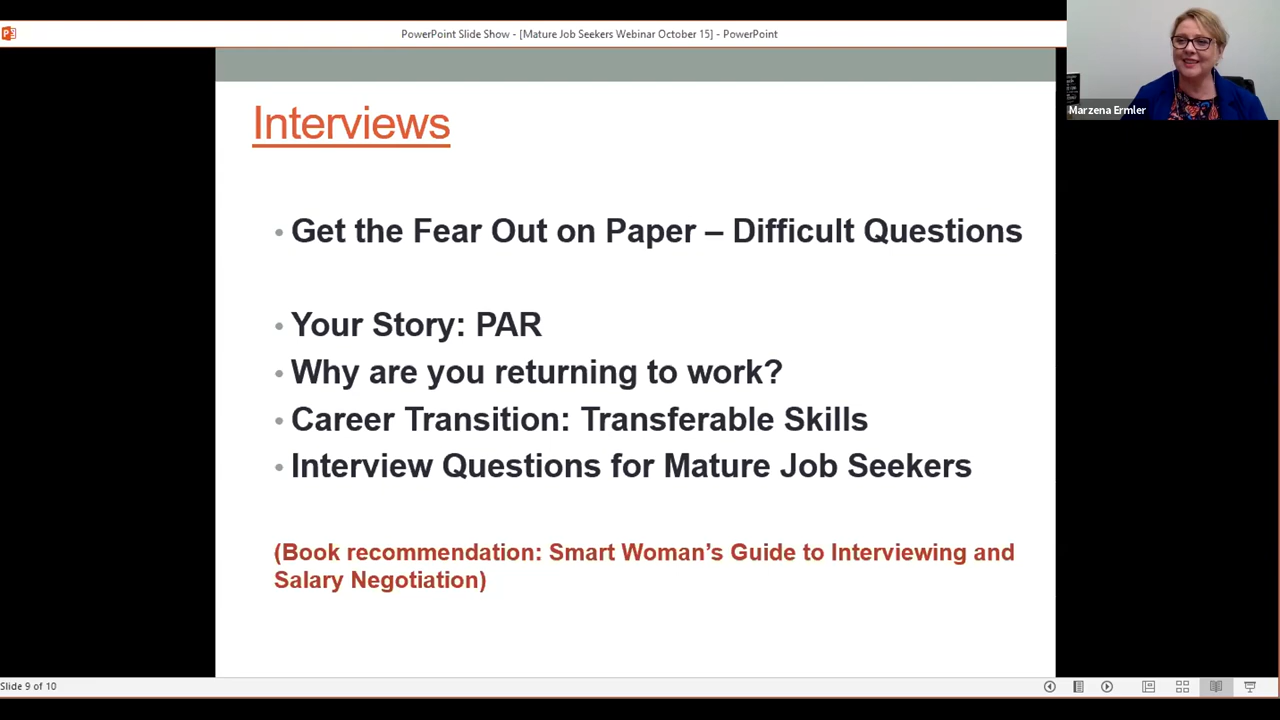 PowerPoint Slide Show - [Mature Job Seekers Webinar October 15] - PowerPoint
Marzena Ermler
Interviews
• Get the Fear Out on Paper – Difficult Questions
• Your Story: PAR
• Why are you returning to work?
• Career Transition: Transferable Skills
• Interview Questions for Mature Job Seekers
(Book recommendation: Smart Woman’s Guide to Interviewing and
Salary Negotiation)
Slide 9 of 10